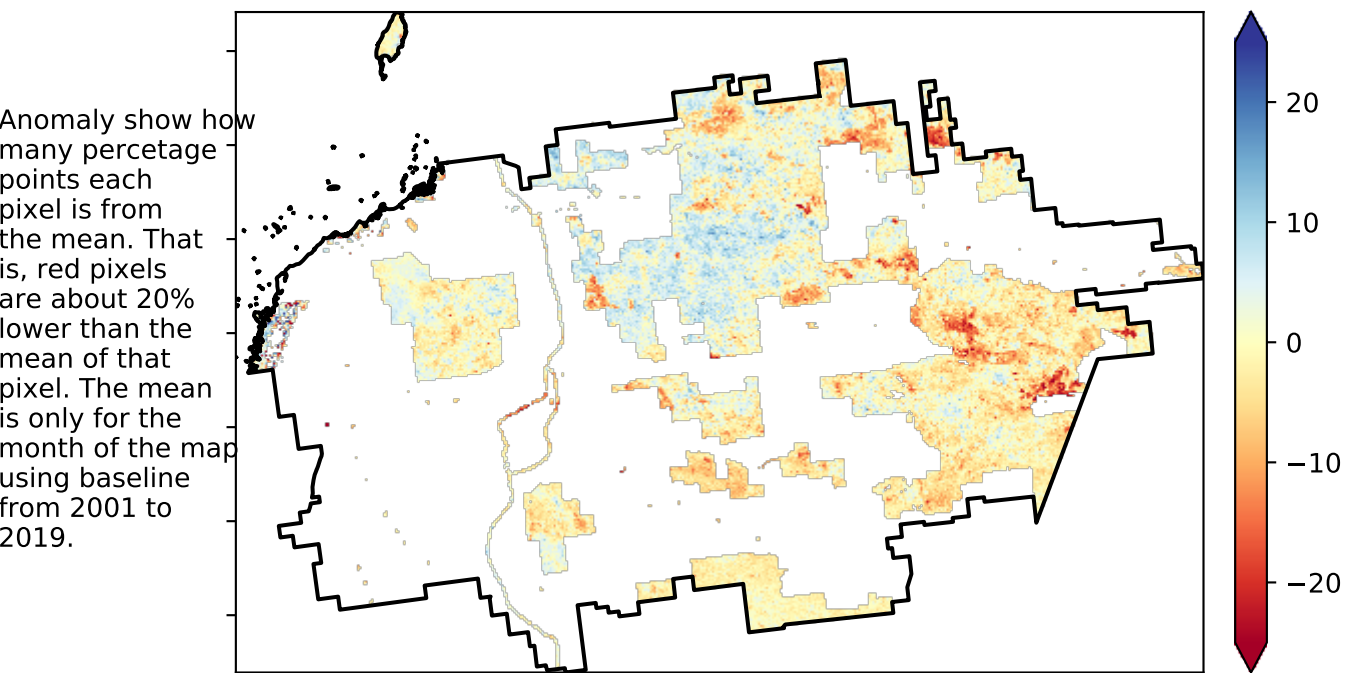 Anomaly show how
many percetage
points each
pixel is from
the mean. That
is, red pixels
are about 20%
lower than the
mean of that
pixel. The mean
is only for the
month of the map
using baseline
from 2001 to
2019.
20
10
0
−10
−20